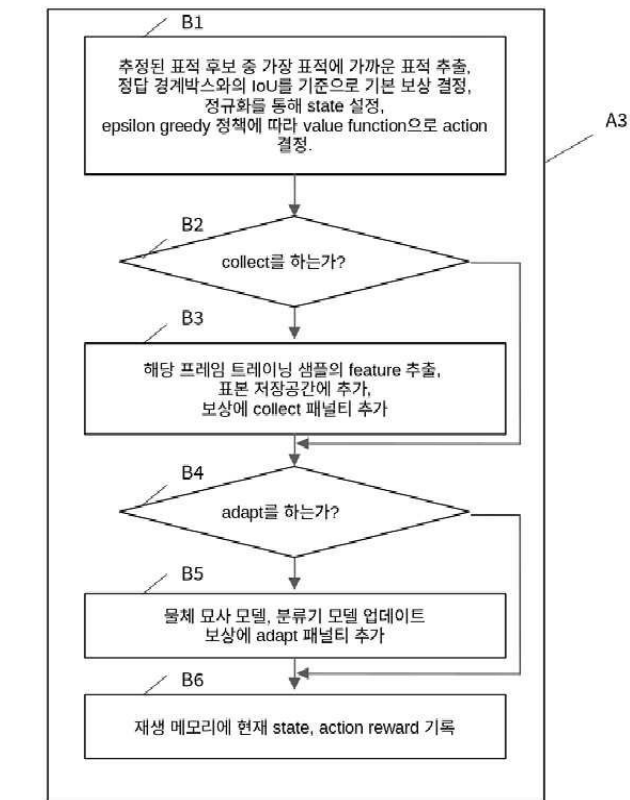 B1
추정된 표적 후보 중 가장 표적에 가까운 표적 추출,
정답 경계박스와의 IoU를 기준으로 기본 보상 결정,
정규화를 통해 state 설정,
epsilon greedy 정책에 따라 value function으로 action
결정.
A3
B2
collect를 하는가?
B3
해당 프레임 트레이닝 샘플의 feature 추출,
표본 저장공간에 추가,
보상에 collect 패널티 추가
B4
adapt를 하는가?
B5
물체 묘사 모델, 분류기 모델 업데이트
보상에 adapt 패널티 추가
B6
재생 메모리에 현재 state, action reward 기록